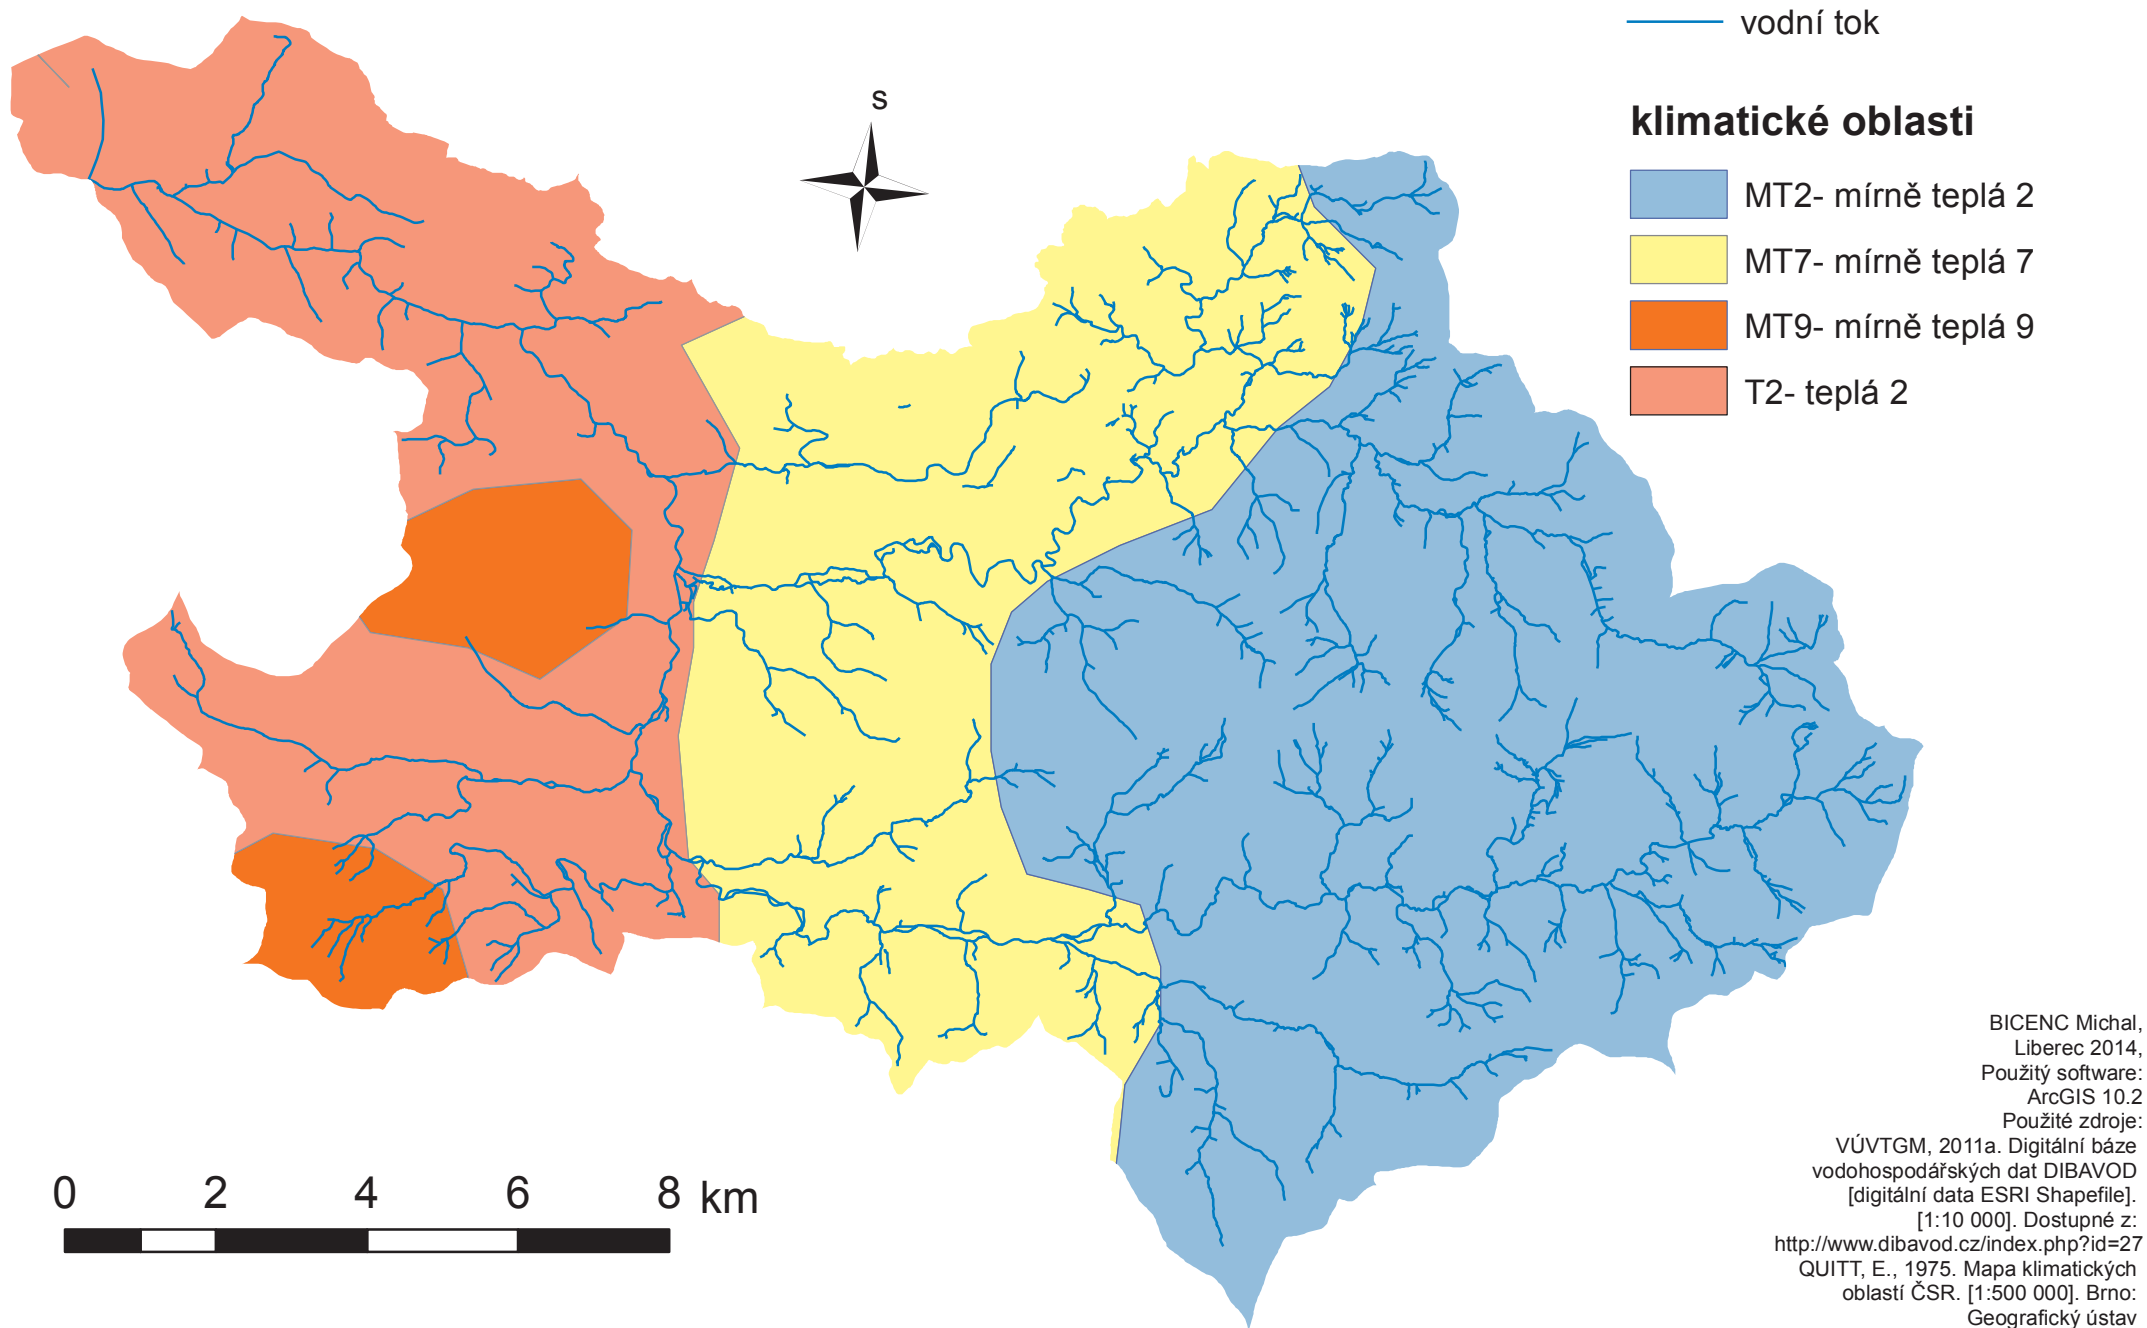 vodní tok
S
klimatické oblasti
MT2- mírně teplá 2
MT7- mírně teplá 7
MT9- mírně teplá 9
T2- teplá 2
BICENC Michal,
Liberec 2014,
Použitý software:
ArcGIS 10.2
Použité zdroje:
VÚVTGM, 2011a. Digitální báze
vodohospodářských dat DIBAVOD
[digitální data ESRI Shapefile].
[1:10 000]. Dostupné z:
http://www.dibavod.cz/index.php?id=27
QUITT, E., 1975. Mapa klimatických
oblastí ČSR. [1:500 000]. Brno:
Geografický ústav
0 2 4 6 8 km